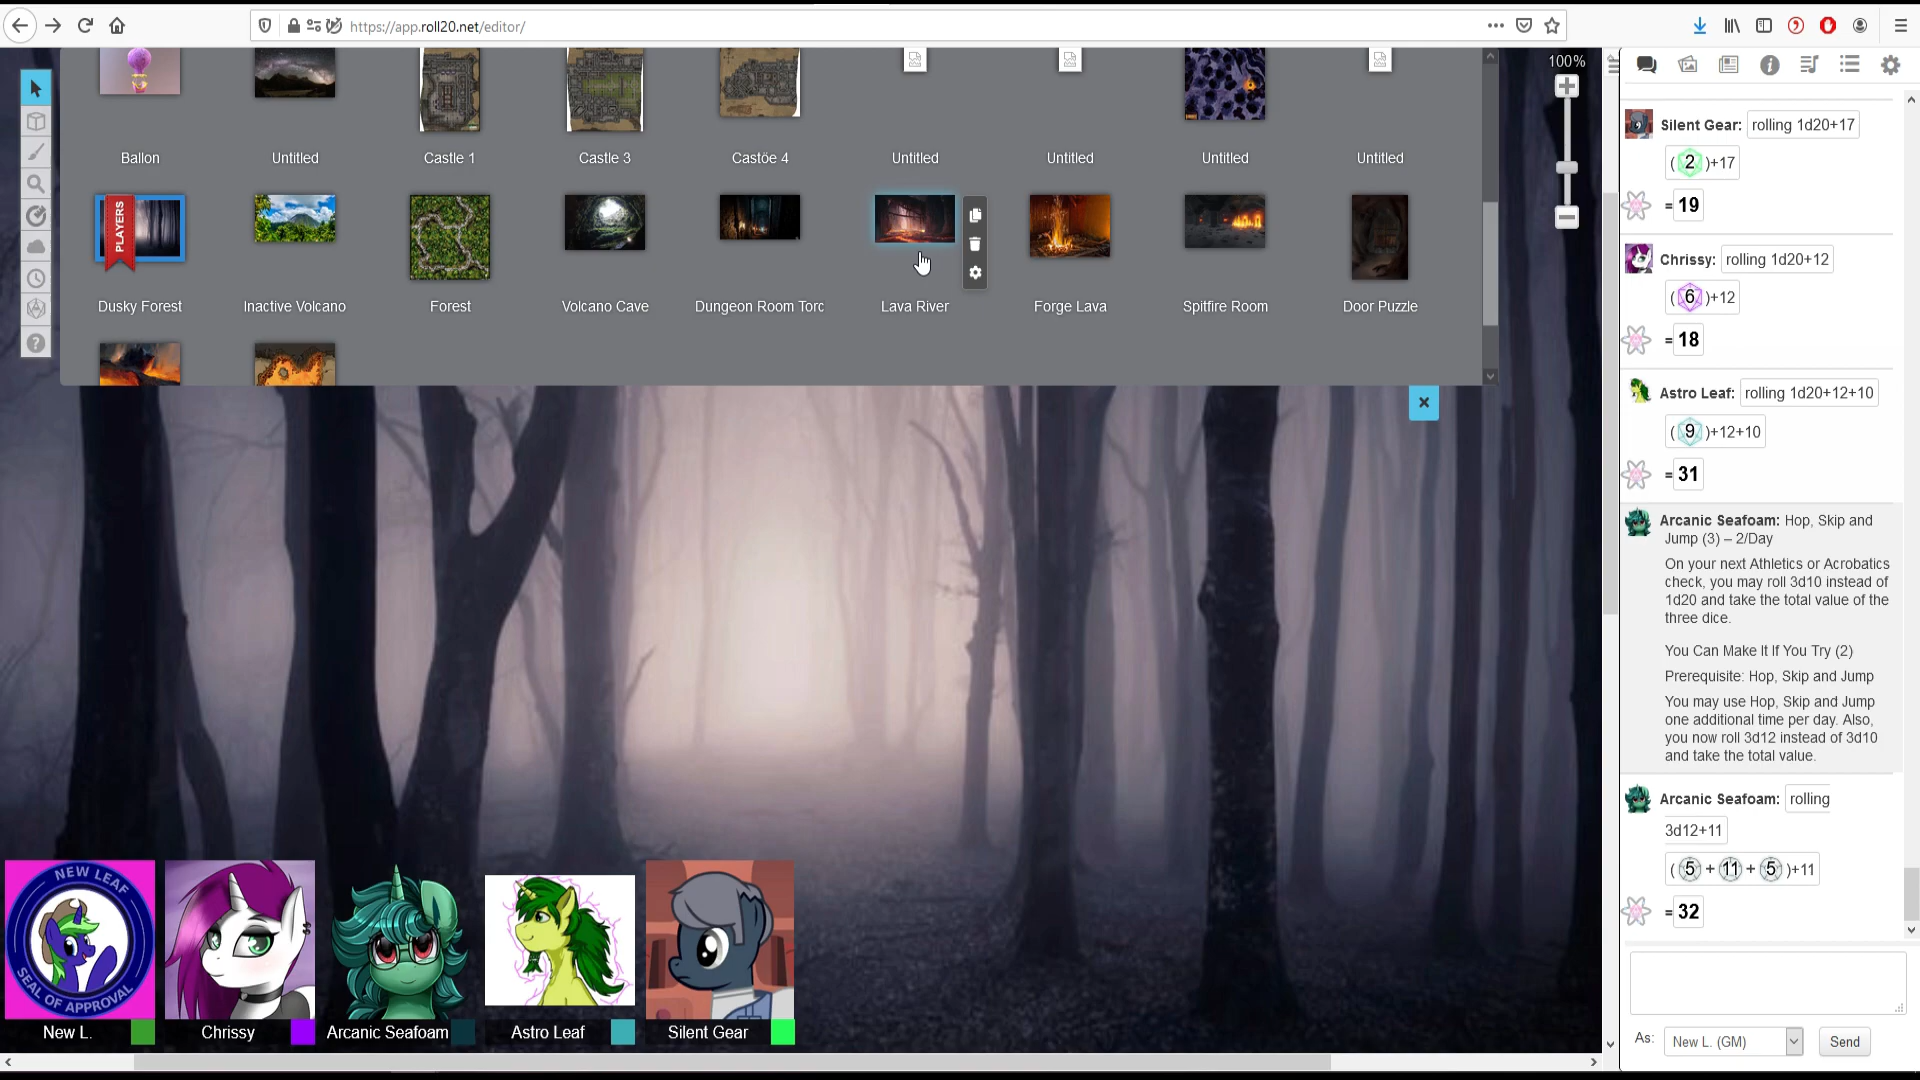 https://app.roll20.net/editor/
100%
Ballon
Untitled
Castle 1
Castle 3
Castöe 4
Untitled
Untitled
Untitled
Untitled
PLAYERS
Dusky Forest
Inactive Volcano
Forest
Volcano Cave
Dungeon Room Torc
Lava River
Forge Lava
Spitfire Room
Door Puzzle
×
NEW LEAF
SEAL OF APPROVAL
New L.
Chrissy
Arcanic Seafoam
Astro Leaf
Silent Gear
Silent Gear: rolling 1d20+17
(2)+17
=19
Chrissy: rolling 1d20+12
(6)+12
=18
Astro Leaf: rolling 1d20+12+10
(9)+12+10
=31
Arcanic Seafoam: Hop, Skip and
Jump (3) – 2/Day
On your next Athletics or Acrobatics
check, you may roll 3d10 instead of
1d20 and take the total value of the
three dice.
You Can Make It If You Try (2)
Prerequisite: Hop, Skip and Jump
You may use Hop, Skip and Jump
one additional time per day. Also,
you now roll 3d12 instead of 3d10
and take the total value.
Arcanic Seafoam: rolling
3d12+11
(5+11+5)+11
=32
As: New L. (GM) Send